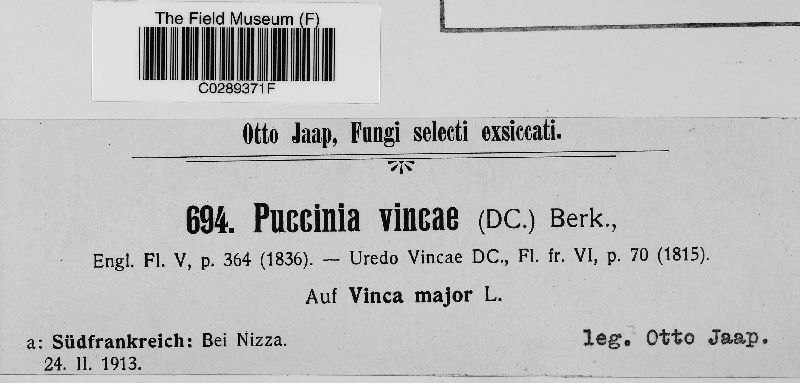 The Field Museum (F)
C0289371F
Otto Jaap, Fungi selecti exsiccati.
694. Puccinia vincae (DC.) Berk.,
Engl. Fl. V, p. 364 (1836). — Uredo Vincae DC., Fl. fr. VI, p. 70 (1815).
Auf Vinca major L.
a: Südfrankreich: Bei Nizza.
24. II. 1913.
leg. Otto Jaap.